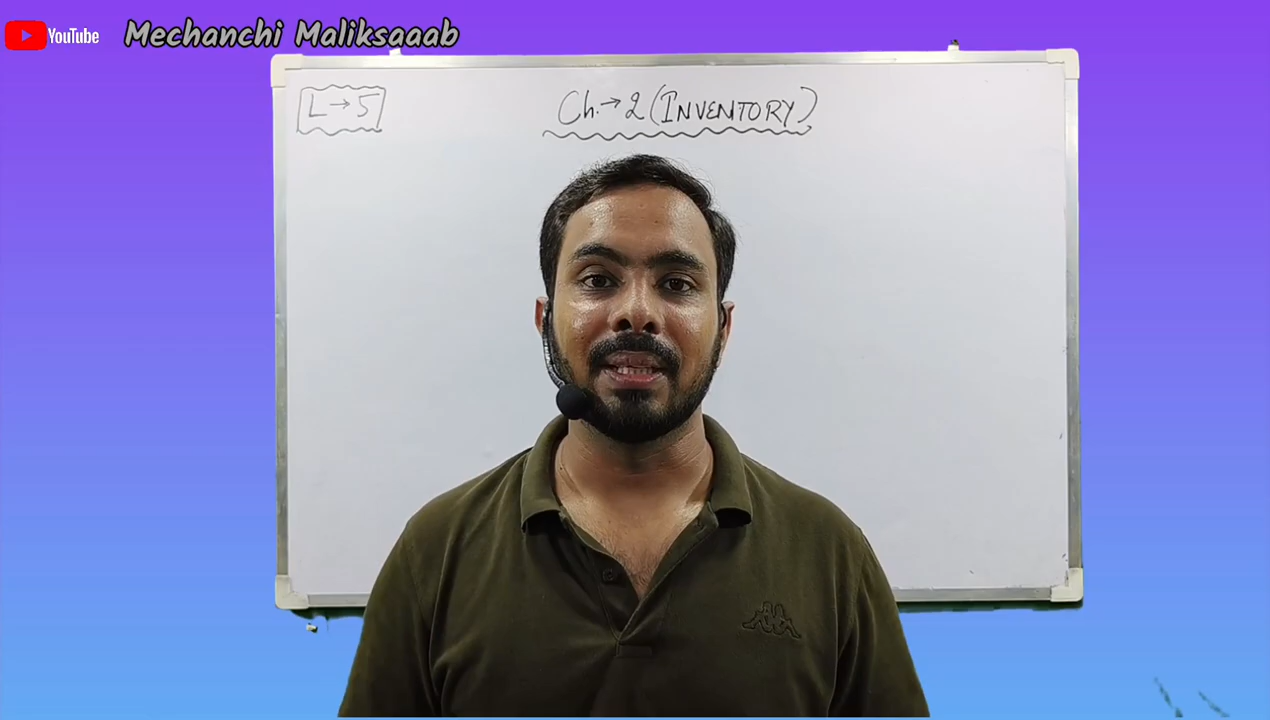 YouTube Mechanchi Maliksaaab
L → 5
Ch. → 2 (INVENTORY)